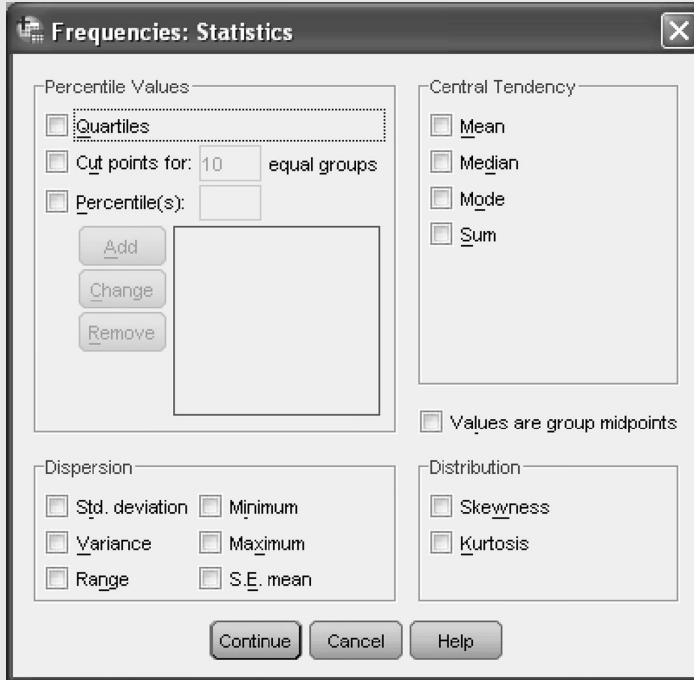 Frequencies: Statistics
Percentile Values
Quartiles
Cut points for: 10 equal groups
Percentile(s):
Add
Change
Remove
Central Tendency
Mean
Median
Mode
Sum
Values are group midpoints
Dispersion
Std. deviation Minimum
Variance Maximum
Range S.E. mean
Distribution
Skewness
Kurtosis
Continue Cancel Help